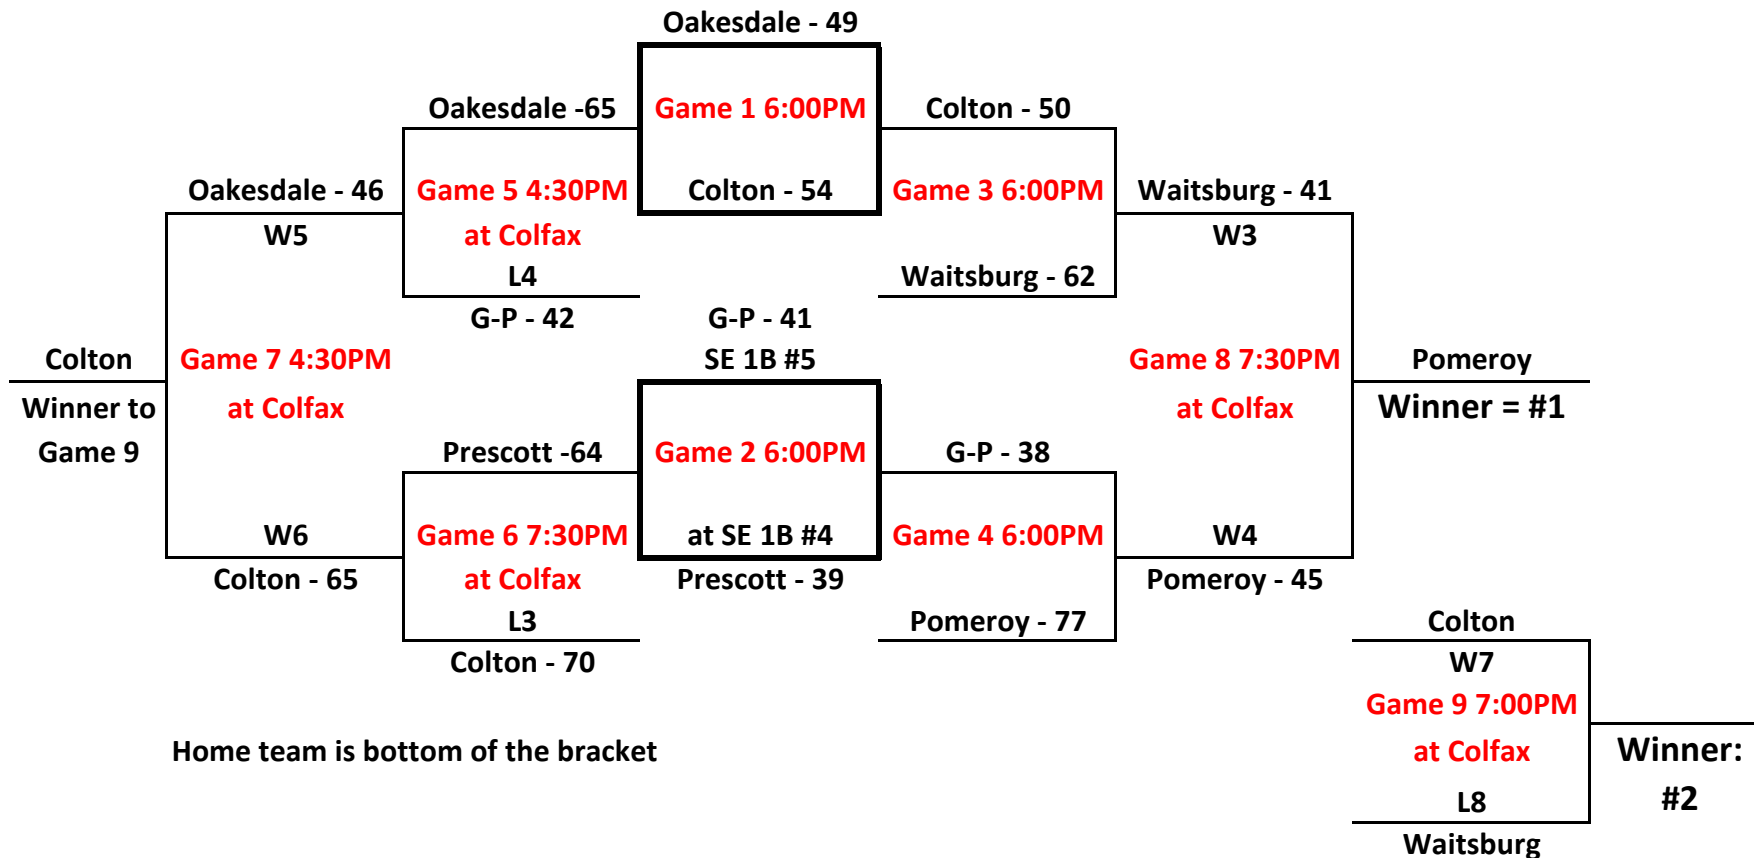 Oakesdale - 49
Oakesdale -65
Game 1 6:00PM
Colton - 50
Oakesdale - 46
Game 5 4:30PM
Colton - 54
Game 3 6:00PM
Waitsburg - 41
W5
at Colfax
W3
L4
Waitsburg - 62
G-P - 42
G-P - 41
Colton
Game 7 4:30PM
SE 1B #5
Game 8 7:30PM
Pomeroy
Winner to
at Colfax
at Colfax
Winner = #1
Game 9
Prescott -64
Game 2 6:00PM
G-P - 38
W6
Game 6 7:30PM
at SE 1B #4
Game 4 6:00PM
W4
Colton - 65
at Colfax
Prescott - 39
Pomeroy - 45
L3
Pomeroy - 77
Colton
Colton - 70
W7
Game 9 7:00PM
Home team is bottom of the bracket
at Colfax
Winner:
L8
#2
Waitsburg